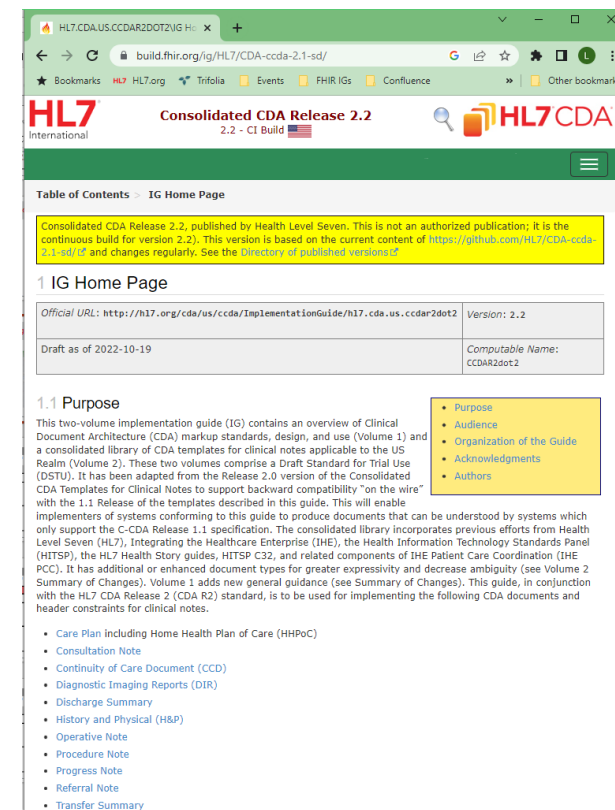 HL7.CDA.US.CCDAR2DOT2\IG Ho
build.fhir.org/ig/HL7/CDA-ccda-2.1-sd/
L
Bookmarks HL7 HL7.org Trifolia Events FHIR IGs Confluence » Other bookmark
HL7
International
Consolidated CDA Release 2.2
2.2 - CI Build
HL7 CDA
Table of Contents > IG Home Page
Consolidated CDA Release 2.2, published by Health Level Seven. This is not an authorized publication; it is the
continuous build for version 2.2). This version is based on the current content of https://github.com/HL7/CDA-ccda-
2.1-sd/ and changes regularly. See the Directory of published versions
1 IG Home Page
Official URL: http://hl7.org/cda/us/ccda/ImplementationGuide/hl7.cda.us.ccdar2dot2 Version: 2.2
Draft as of 2022-10-19 Computable Name:
CCDAR2dot2
1.1 Purpose
This two-volume implementation guide (IG) contains an overview of Clinical
Document Architecture (CDA) markup standards, design, and use (Volume 1) and
a consolidated library of CDA templates for clinical notes applicable to the US
Realm (Volume 2). These two volumes comprise a Draft Standard for Trial Use
(DSTU). It has been adapted from the Release 2.0 version of the Consolidated
CDA Templates for Clinical Notes to support backward compatibility "on the wire"
with the 1.1 Release of the templates described in this guide. This will enable
implementers of systems conforming to this guide to produce documents that can be understood by systems which
only support the C-CDA Release 1.1 specification. The consolidated library incorporates previous efforts from Health
Level Seven (HL7), Integrating the Healthcare Enterprise (IHE), the Health Information Technology Standards Panel
(HITSP), the HL7 Health Story guides, HITSP C32, and related components of IHE Patient Care Coordination (IHE
PCC). It has additional or enhanced document types for greater expressivity and decrease ambiguity (see Volume 2
Summary of Changes). Volume 1 adds new general guidance (see Summary of Changes). This guide, in conjunction
with the HL7 CDA Release 2 (CDA R2) standard, is to be used for implementing the following CDA documents and
header constraints for clinical notes.
• Purpose
• Audience
• Organization of the Guide
• Acknowledgments
• Authors
• Care Plan including Home Health Plan of Care (HHPoC)
• Consultation Note
• Continuity of Care Document (CCD)
• Diagnostic Imaging Reports (DIR)
• Discharge Summary
• History and Physical (H&P)
• Operative Note
• Procedure Note
• Progress Note
• Referral Note
• Transfer Summary